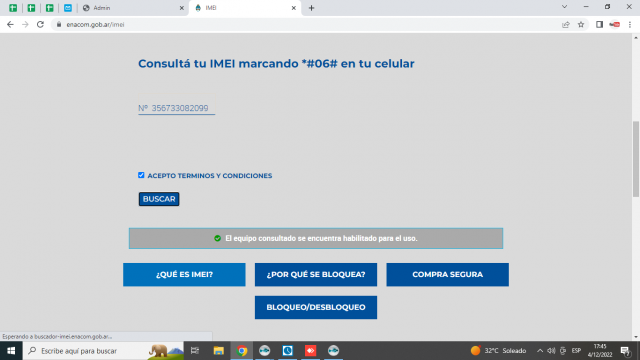 Admin
IMEI
enacom.gob.ar/imei
Consultá tu IMEI marcando *#06# en tu celular
Nº 356733082099
ACEPTO TERMINOS Y CONDICIONES
BUSCAR
El equipo consultado se encuentra habilitado para el uso.
¿QUÉ ES IMEI?
¿POR QUÉ SE BLOQUEA?
COMPRA SEGURA
BLOQUEO/DESBLOQUEO
Esperando a buscador-imei.enacom.gob.ar...
Escribe aquí para buscar
32°C Soleado
ESP
17:45
4/12/2022